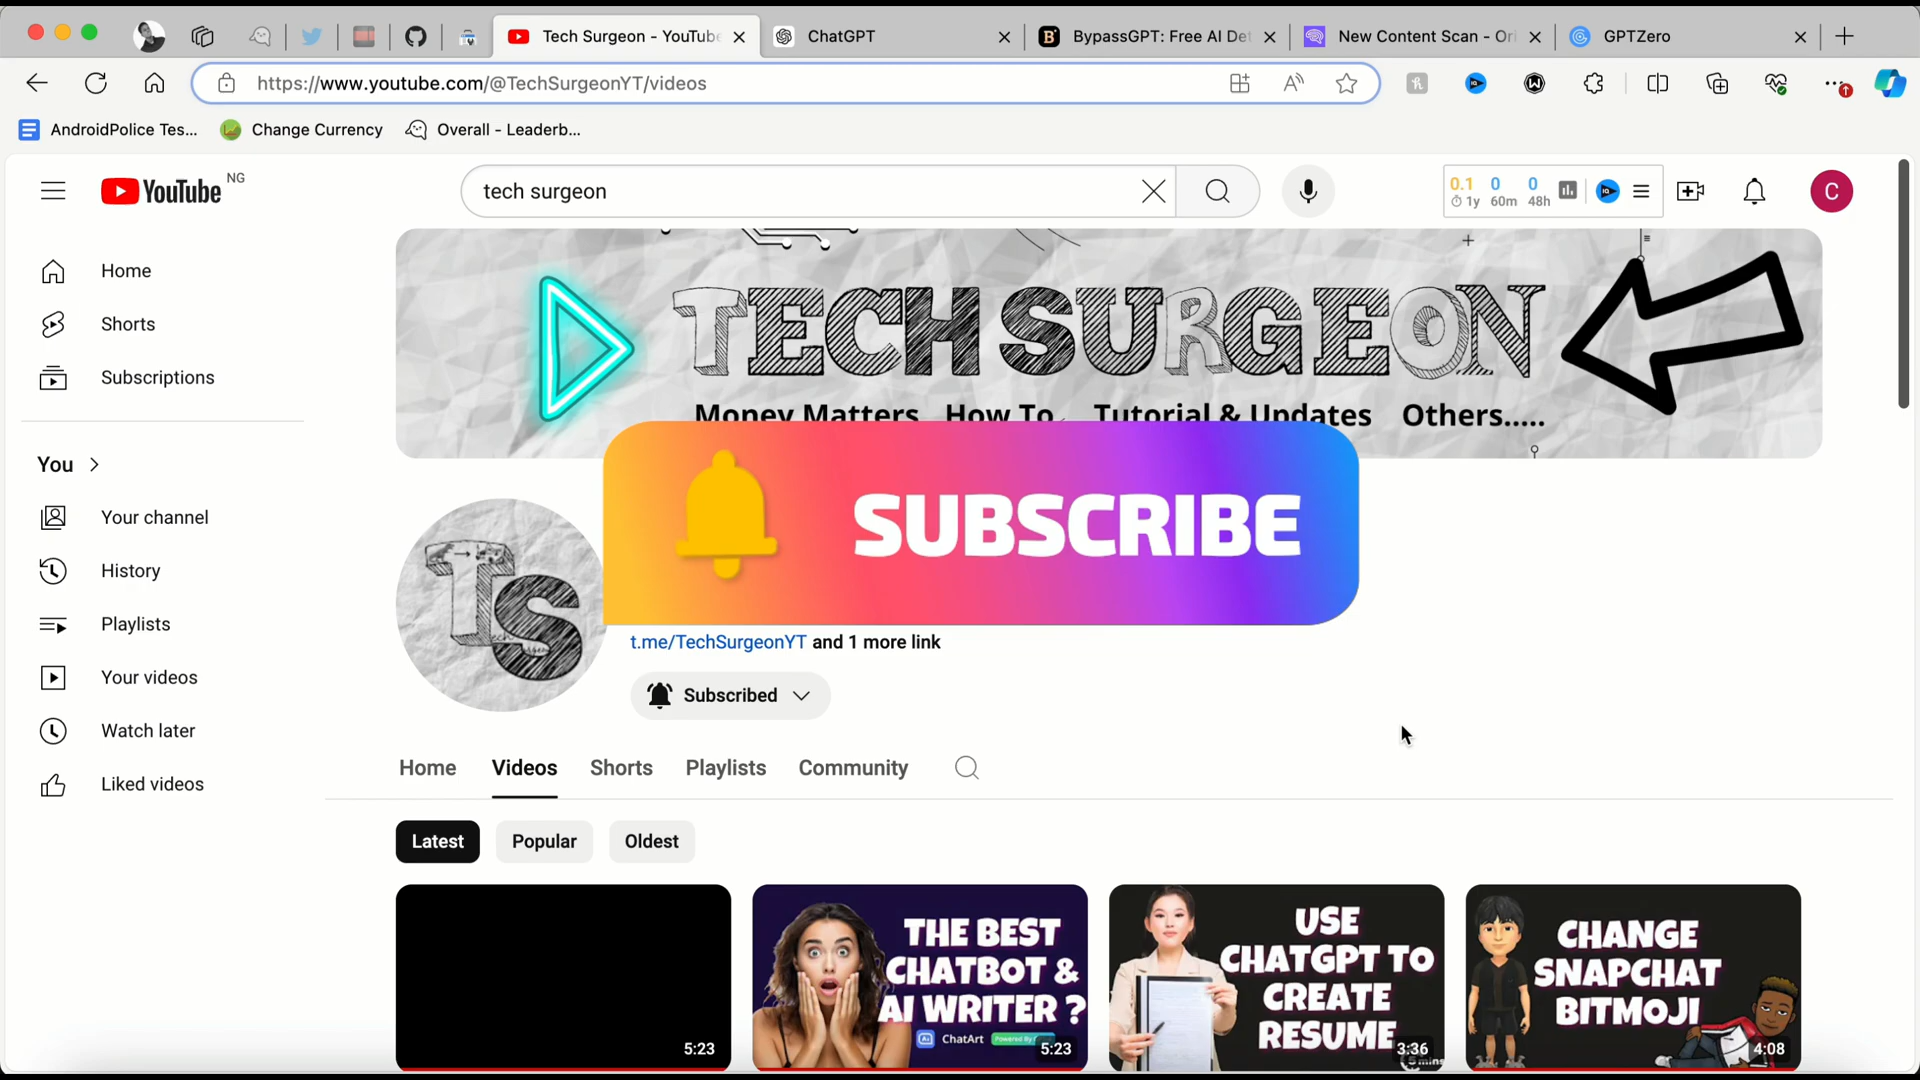 Tech Surgeon - YouTube
ChatGPT
BypassGPT: Free AI Det
New Content Scan - Ori
GPTZero
https://www.youtube.com/@TechSurgeonYT/videos
AndroidPolice Tes...
Change Currency
Overall - Leaderb...
YouTube NG
tech surgeon
0.1 0 0
1y 60m 48h
C
Home
Shorts
Subscriptions
You
Your channel
History
Playlists
Your videos
Watch later
Liked videos
TECH SURGEON
Money Matters How To Tutorial & Updates Others.....
SUBSCRIBE
TS
t.me/TechSurgeonYT and 1 more link
Subscribed
Home Videos Shorts Playlists Community
Latest Popular Oldest
5:23
THE BEST
CHATBOT &
AI WRITER ?
ChatArt
5:23
USE
CHATGPT TO
CREATE
RESUME
3:36
CHANGE
SNAPCHAT
BITMOJI
4:08